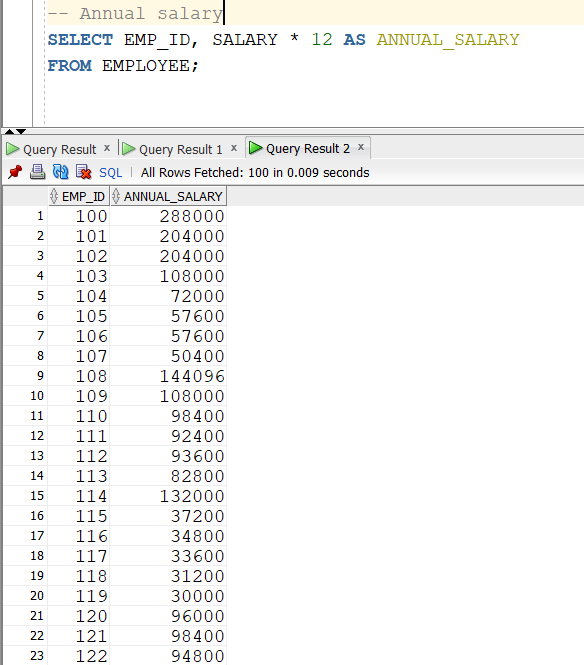 -- Annual salary
SELECT EMP_ID, SALARY * 12 AS ANNUAL_SALARY
FROM EMPLOYEE;
Query Result x Query Result 1 x Query Result 2 x
SQL | All Rows Fetched: 100 in 0.009 seconds
EMP_ID ANNUAL_SALARY
1 100 288000
2 101 204000
3 102 204000
4 103 108000
5 104 72000
6 105 57600
7 106 57600
8 107 50400
9 108 144096
10 109 108000
11 110 98400
12 111 92400
13 112 93600
14 113 82800
15 114 132000
16 115 37200
17 116 34800
18 117 33600
19 118 31200
20 119 30000
21 120 96000
22 121 98400
23 122 94800